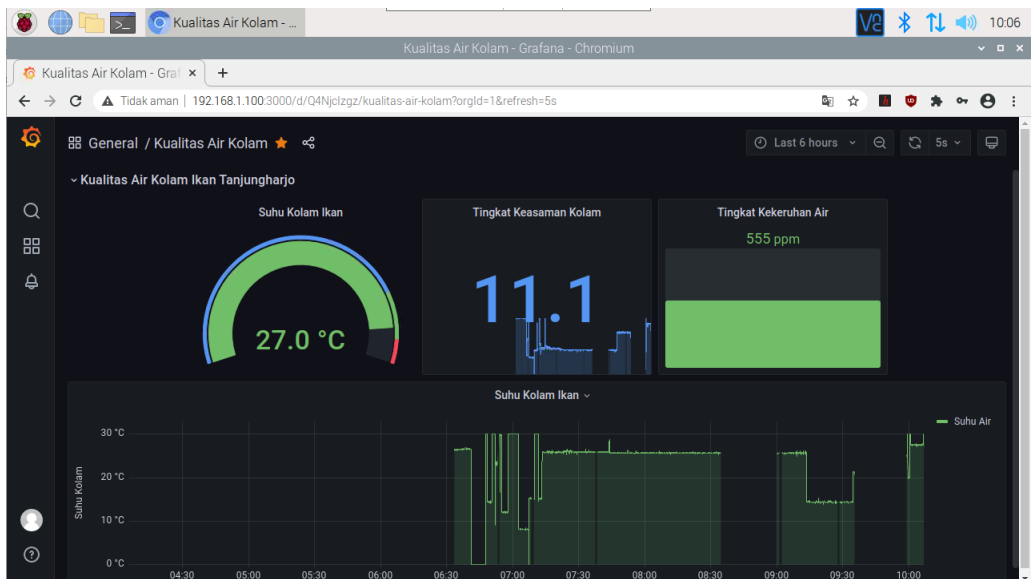 Kualitas Air Kolam - ...
10:06
Kualitas Air Kolam - Grafana - Chromium
Kualitas Air Kolam - Graf
Tidak aman | 192.168.1.100:3000/d/Q4NjcIzgz/kualitas-air-kolam?orgId=1&refresh=5s
General / Kualitas Air Kolam
Last 6 hours
5s
Kualitas Air Kolam Ikan Tanjungharjo
Suhu Kolam Ikan
27.0 °C
Tingkat Keasaman Kolam
11.1
Tingkat Kekeruhan Air
555 ppm
Suhu Kolam Ikan
Suhu Air
Suhu Kolam
30 °C
20 °C
10 °C
0 °C
04:30 05:00 05:30 06:00 06:30 07:00 07:30 08:00 08:30 09:00 09:30 10:00